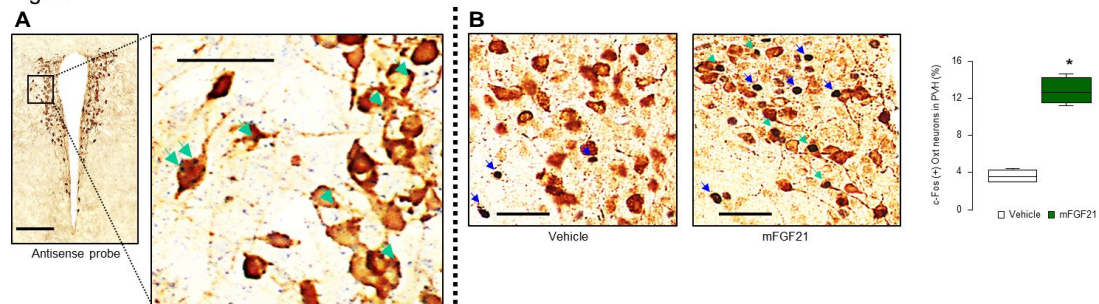 A
B
Antisense probe
Vehicle
mFGF21
c-Fos (+) Oxt neurons in PVH (%)
16
12
8
4
0
*
Vehicle mFGF21